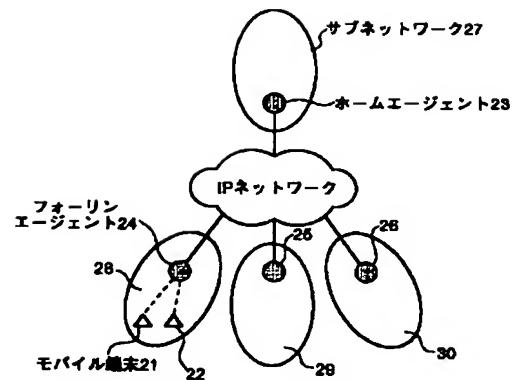 サブネットワーク27
ホームエージェント23
IPネットワーク
フォーリン
エージェント24
25
26
28
モバイル端末21
22
29
30